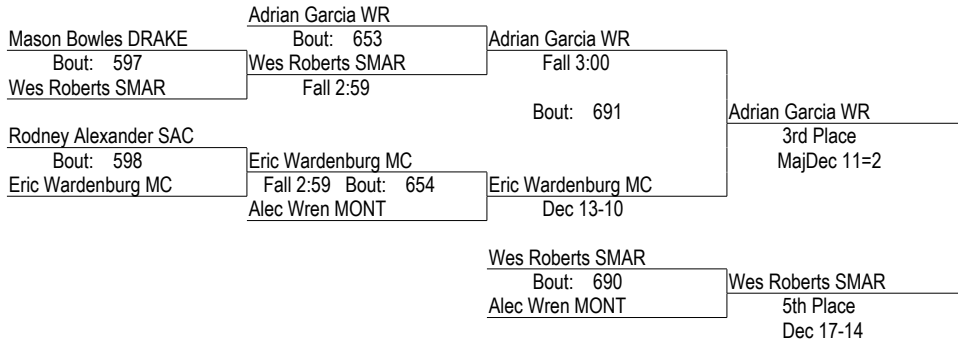 Adrian Garcia WR
Mason Bowles DRAKE
Bout: 653
Adrian Garcia WR
Bout: 597
Wes Roberts SMAR
Fall 3:00
Wes Roberts SMAR
Fall 2:59
Bout: 691
Adrian Garcia WR
Rodney Alexander SAC
3rd Place
Bout: 598
Eric Wardenburg MC
MajDec 11=2
Eric Wardenburg MC
Fall 2:59 Bout: 654
Eric Wardenburg MC
Alec Wren MONT
Dec 13-10
Wes Roberts SMAR
Bout: 690
Wes Roberts SMAR
Alec Wren MONT
5th Place
Dec 17-14